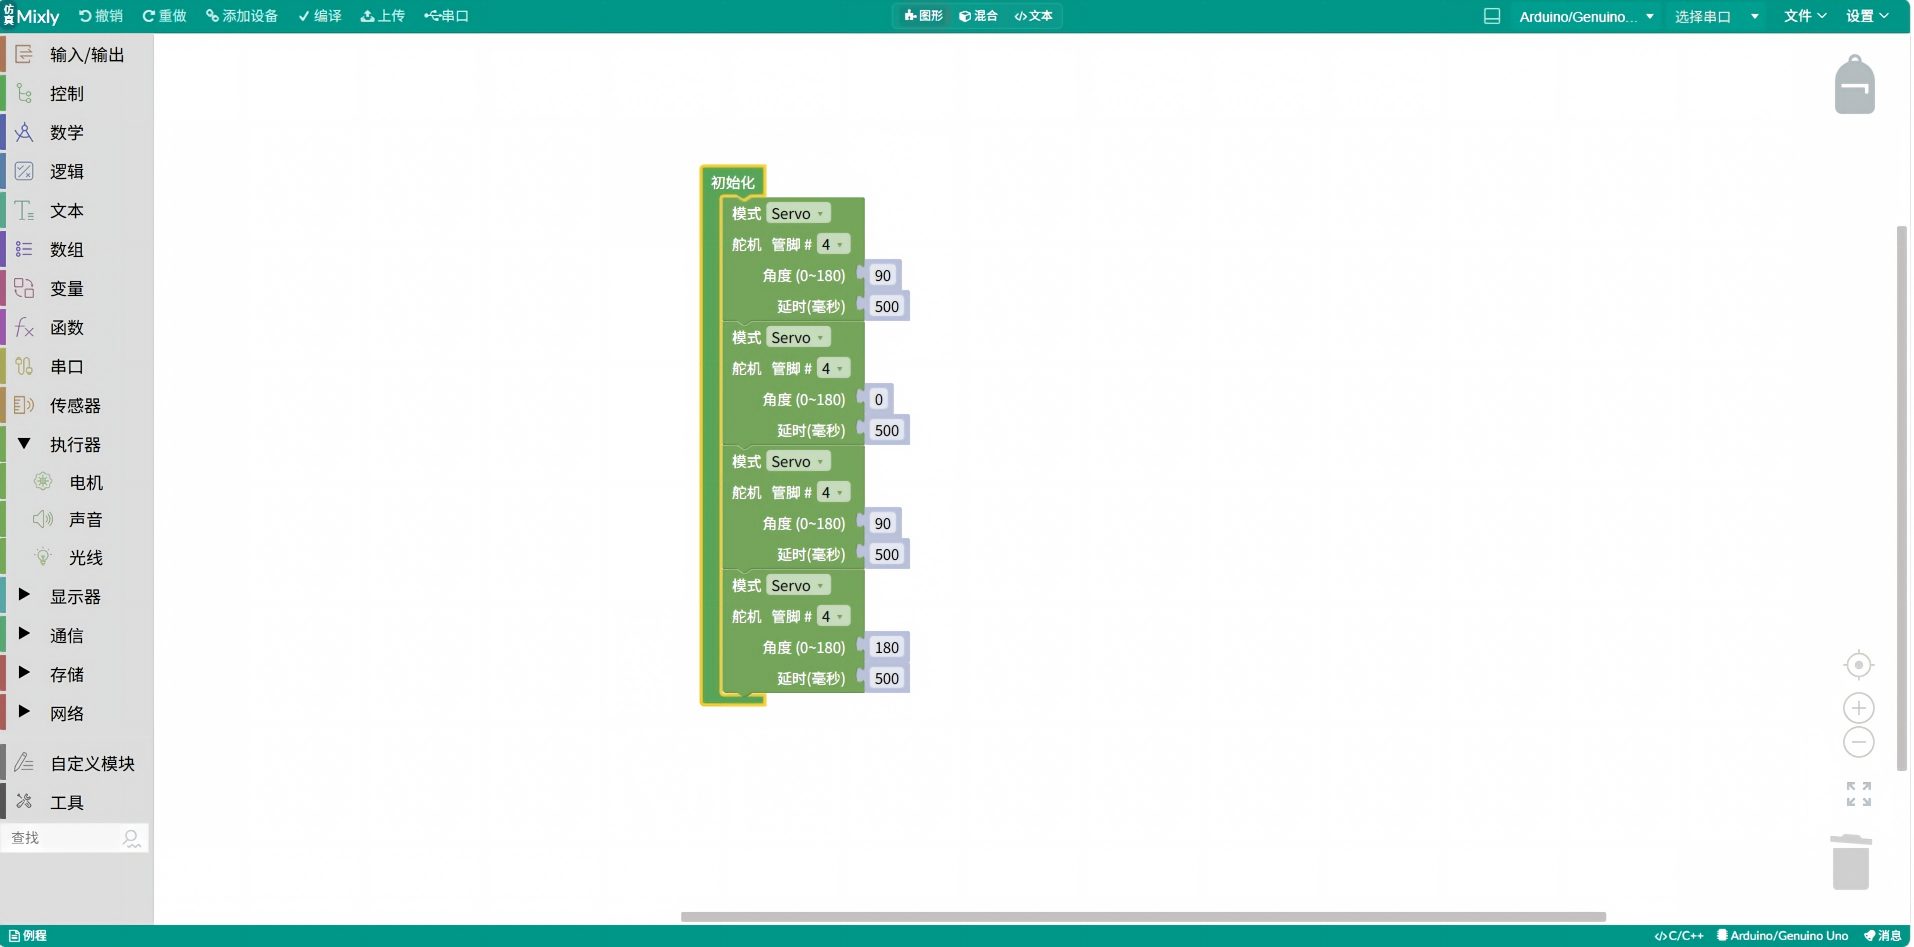 仿真 Mixly 撤销 重做 添加设备 编译 上传 串口 图形 混合 文本 Arduino/Genuino... 选择串口 文件 设置
输入/输出
控制
数学
逻辑
文本
数组
变量
函数
串口
传感器
执行器
电机
声音
光线
显示器
通信
存储
网络
自定义模块
工具
查找
初始化
模式 Servo
舵机 管脚 # 4
角度 (0~180) 90
延时(毫秒) 500
模式 Servo
舵机 管脚 # 4
角度 (0~180) 0
延时(毫秒) 500
模式 Servo
舵机 管脚 # 4
角度 (0~180) 90
延时(毫秒) 500
模式 Servo
舵机 管脚 # 4
角度 (0~180) 180
延时(毫秒) 500
例程 C/C++ Arduino/Genuino Uno 消息